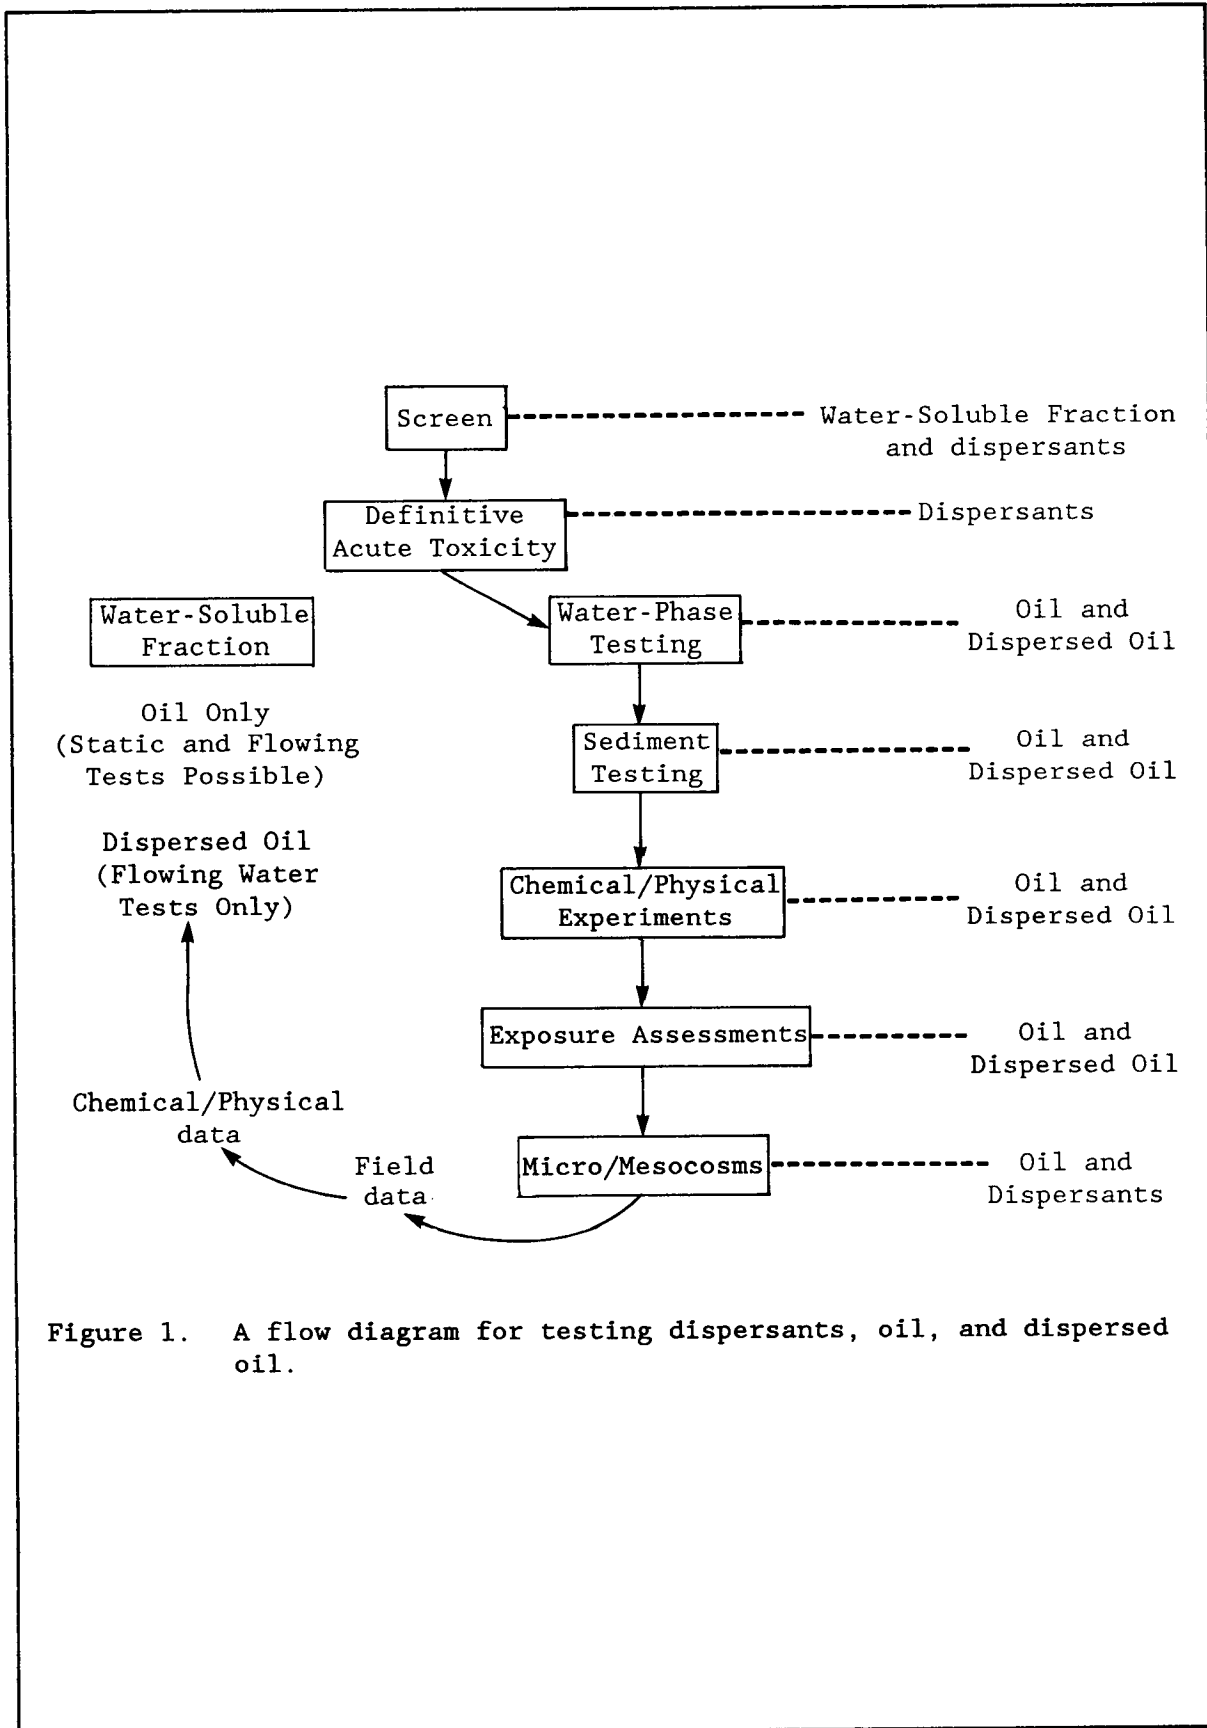 Screen
Water-Soluble Fraction
and dispersants
Definitive
Acute Toxicity
Dispersants
Water-Soluble
Fraction
Water-Phase
Testing
Oil and
Dispersed Oil
Oil Only
(Static and Flowing
Tests Possible)
Sediment
Testing
Oil and
Dispersed Oil
Dispersed Oil
(Flowing Water
Tests Only)
Chemical/Physical
Experiments
Oil and
Dispersed Oil
Exposure Assessments
Oil and
Dispersed Oil
Chemical/Physical
data
Field
data
Micro/Mesocosms
Oil and
Dispersants
Figure 1. A flow diagram for testing dispersants, oil, and dispersed
oil.